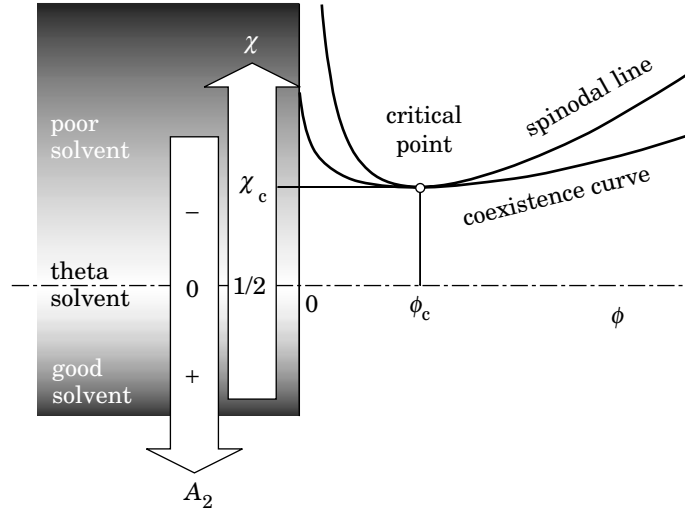 χ
poor
solvent
critical
point
spinodal line
χc
coexistence curve
−
theta
solvent
0
1/2
0
ϕc
ϕ
good
solvent
+
A2